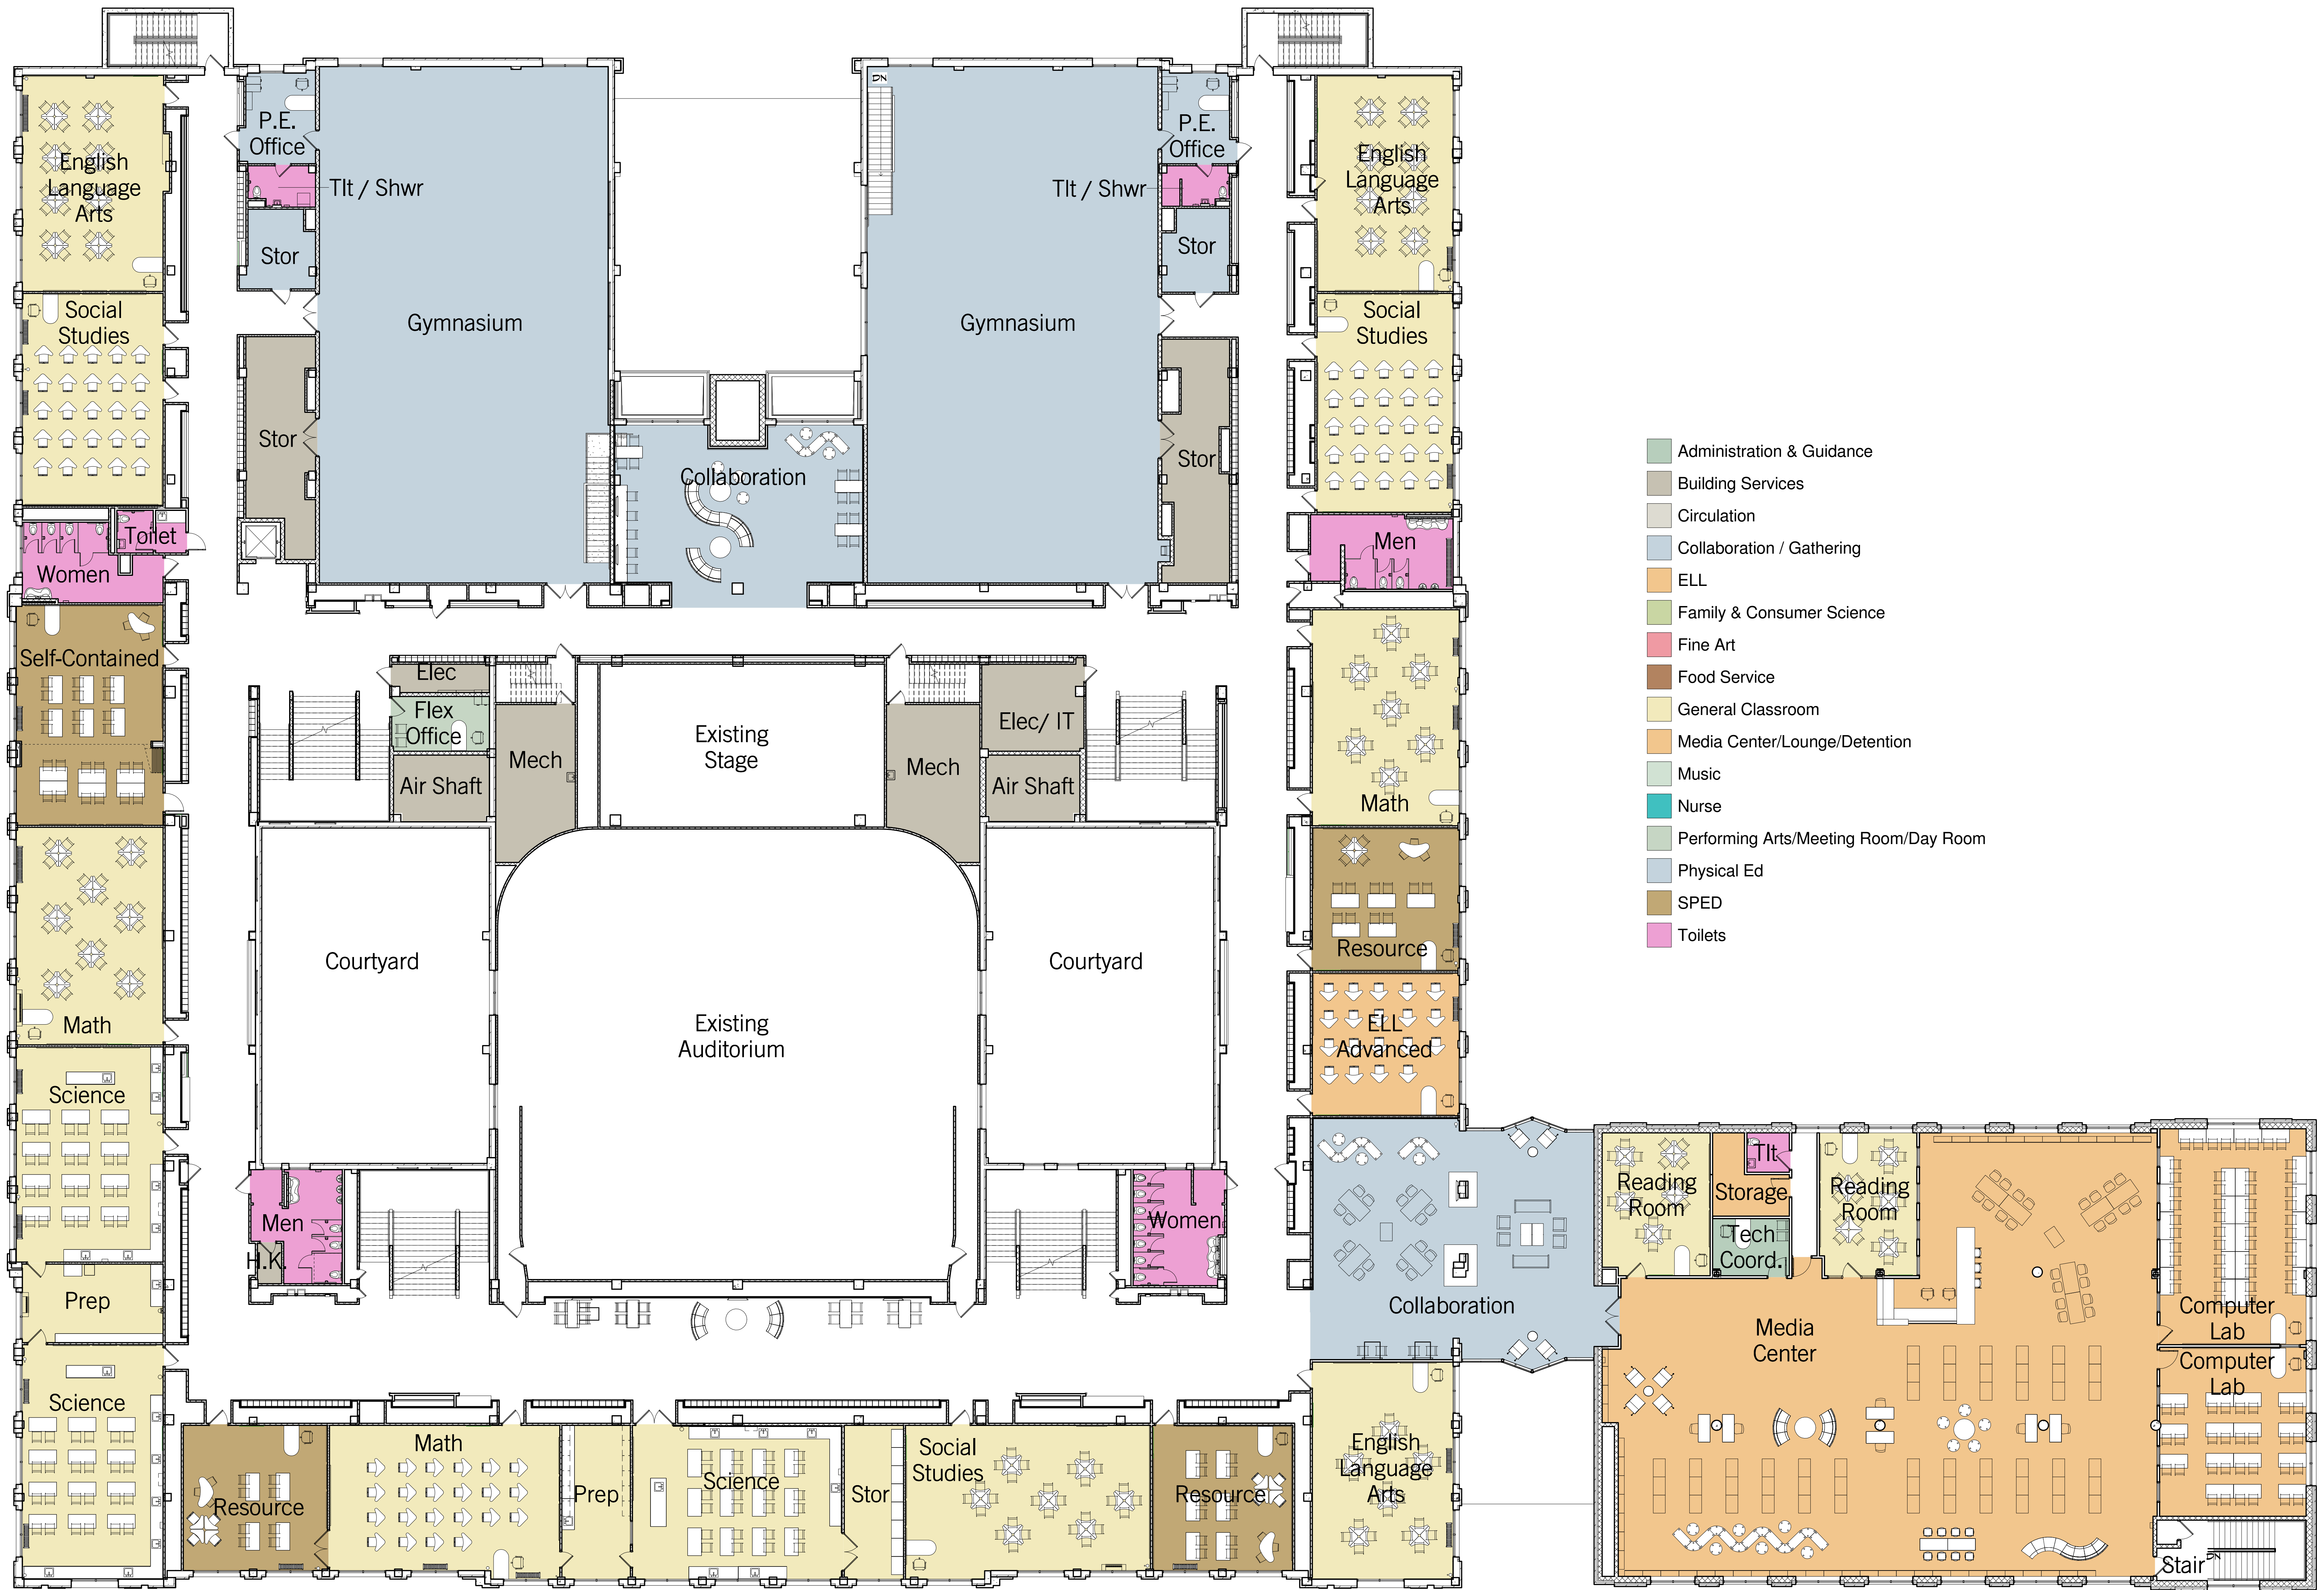 P.E.
Office
Tlt / Shwr
Stor
English
Language
Arts
Social
Studies
Gymnasium
Stor
P.E.
Office
Tlt / Shwr
Stor
DN
Gymnasium
Stor
English
Language
Arts
Social
Studies
Collaboration
Toilet
Women
Men
Self-Contained
Elec
Flex
Office
Air Shaft
Mech
Existing
Stage
Mech
Elec/ IT
Air Shaft
Math
Math
Resource
Courtyard
Existing
Auditorium
Courtyard
ELL
Advanced
Science
Prep
Science
Men
H.K.
Women
Collaboration
Reading
Room
Tlt
Storage
Tech
Coord.
Reading
Room
Media
Center
Computer
Lab
Computer
Lab
Stair
DN
Resource
Math
Prep
Science
Stor
Social
Studies
Resource
English
Language
Arts
Administration & Guidance
Building Services
Circulation
Collaboration / Gathering
ELL
Family & Consumer Science
Fine Art
Food Service
General Classroom
Media Center/Lounge/Detention
Music
Nurse
Performing Arts/Meeting Room/Day Room
Physical Ed
SPED
Toilets